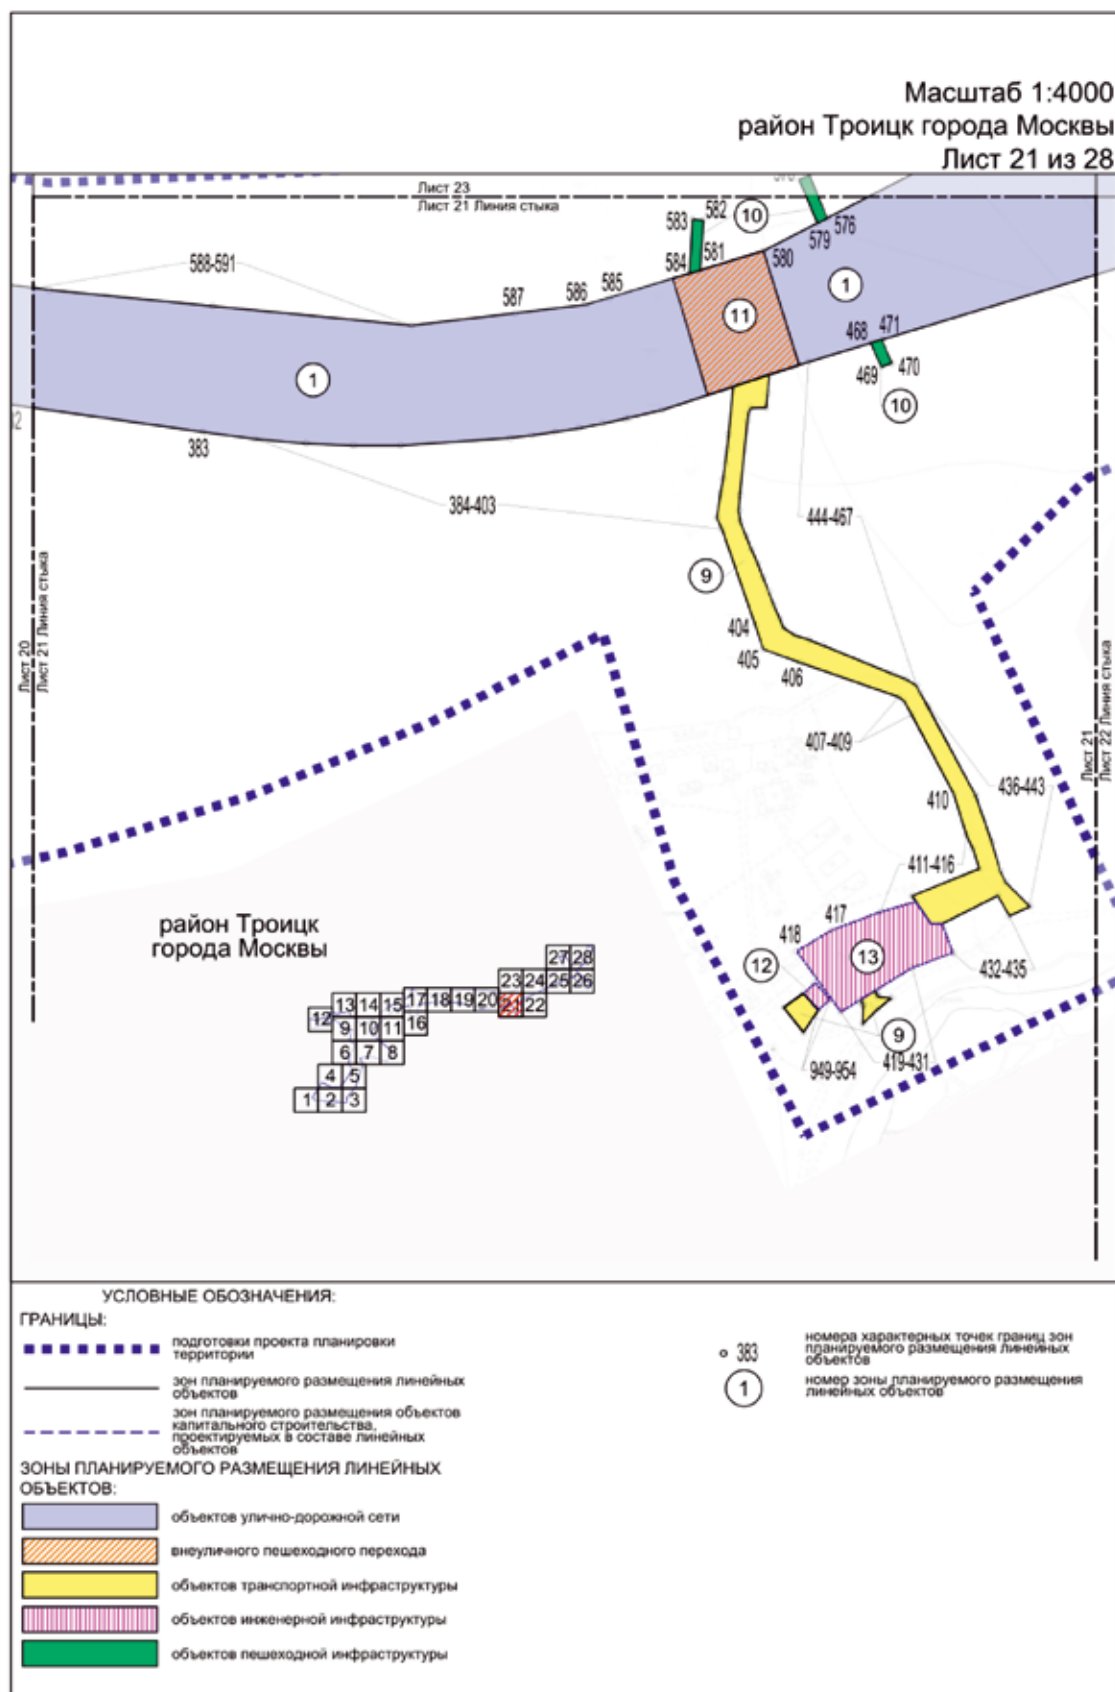 Масштаб 1:4000
район Троицк города Москвы
Лист 21 из 28
Лист 23
Лист 21 Линия стыка
583
582
10
576
579
588-591
584
581
580
587
586
585
1
11
468
471
1
469
470
10
383
384-403
444-467
9
Лист 20
Лист 21 Линия стыка
404
405
406
Лист 21
Лист 22 Линия стыка
407-409
436-443
410
411-416
417
418
район Троицк
города Москвы
12
13
432-435
9
949-954
419-431
27 28
23 24 25 26
13 14 15 17 18 19 20 21 22
12 9 10 11 16
6 7 8
4 5
1 2 3
УСЛОВНЫЕ ОБОЗНАЧЕНИЯ:
ГРАНИЦЫ:
подготовки проекта планировки
территории
зон планируемого размещения линейных
объектов
зон планируемого размещения объектов
капитального строительства,
проектируемых в составе линейных
объектов
383
номера характерных точек границ зон
планируемого размещения линейных
объектов
1
номер зоны планируемого размещения
линейных объектов
ЗОНЫ ПЛАНИРУЕМОГО РАЗМЕЩЕНИЯ ЛИНЕЙНЫХ
ОБЪЕКТОВ:
объектов улично-дорожной сети
внеуличного пешеходного перехода
объектов транспортной инфраструктуры
объектов инженерной инфраструктуры
объектов пешеходной инфраструктуры